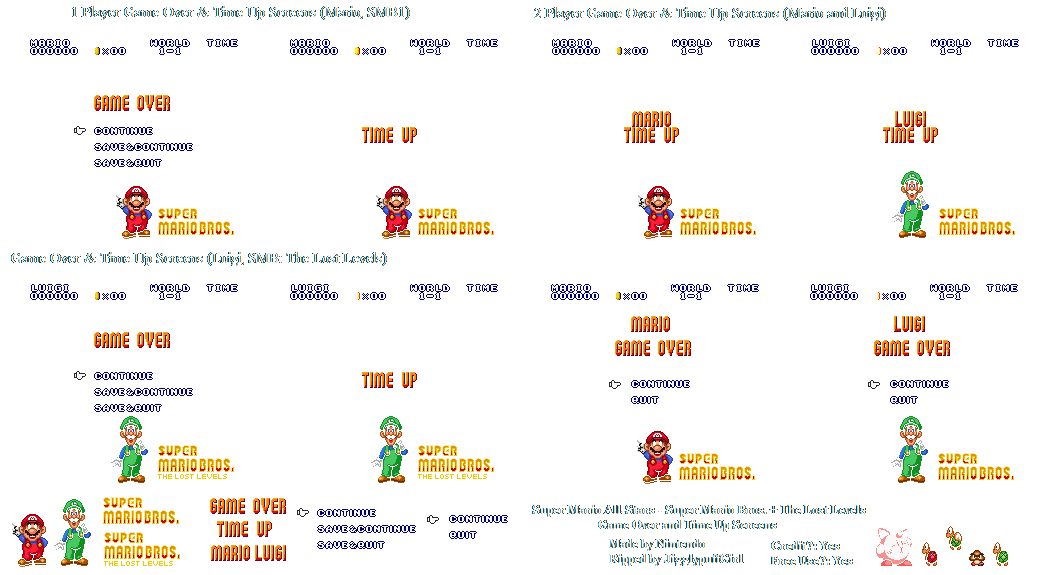 1 Player Game Over & Time Up Screens (Mario, SMB1)
MARIO WORLD TIME
000000 x00 1-1
GAME OVER
CONTINUE
SAVE&CONTINUE
SAVE&QUIT
SUPER
MARIO BROS.
MARIO WORLD TIME
000000 x00 1-1
TIME UP
SUPER
MARIO BROS.
2 Player Game Over & Time Up Screens (Mario and Luigi)
MARIO WORLD TIME
000000 x00 1-1
MARIO
TIME UP
SUPER
MARIO BROS.
LUIGI WORLD TIME
000000 x00 1-1
LUIGI
TIME UP
SUPER
MARIO BROS.
Game Over & Time Up Screens (Luigi, SMB: The Lost Levels)
LUIGI WORLD TIME
000000 x00 1-1
GAME OVER
CONTINUE
SAVE&CONTINUE
SAVE&QUIT
SUPER
MARIO BROS.
THE LOST LEVELS
LUIGI WORLD TIME
000000 x00 1-1
TIME UP
SUPER
MARIO BROS.
THE LOST LEVELS
MARIO WORLD TIME
000000 x00 1-1
MARIO
GAME OVER
CONTINUE
QUIT
SUPER
MARIO BROS.
LUIGI WORLD TIME
000000 x00 1-1
LUIGI
GAME OVER
CONTINUE
QUIT
SUPER
MARIO BROS.
SUPER
MARIO BROS.
SUPER
MARIO BROS.
THE LOST LEVELS
GAME OVER
TIME UP
MARIO LUIGI
CONTINUE
SAVE&CONTINUE
SAVE&QUIT
CONTINUE
QUIT
Super Mario All Stars - Super Mario Bros. + The Lost Levels
Game Over and Time Up Screens
Made by Nintendo
Ripped by JigglypuffGirl
Credit?: Yes
Free Use?: Yes